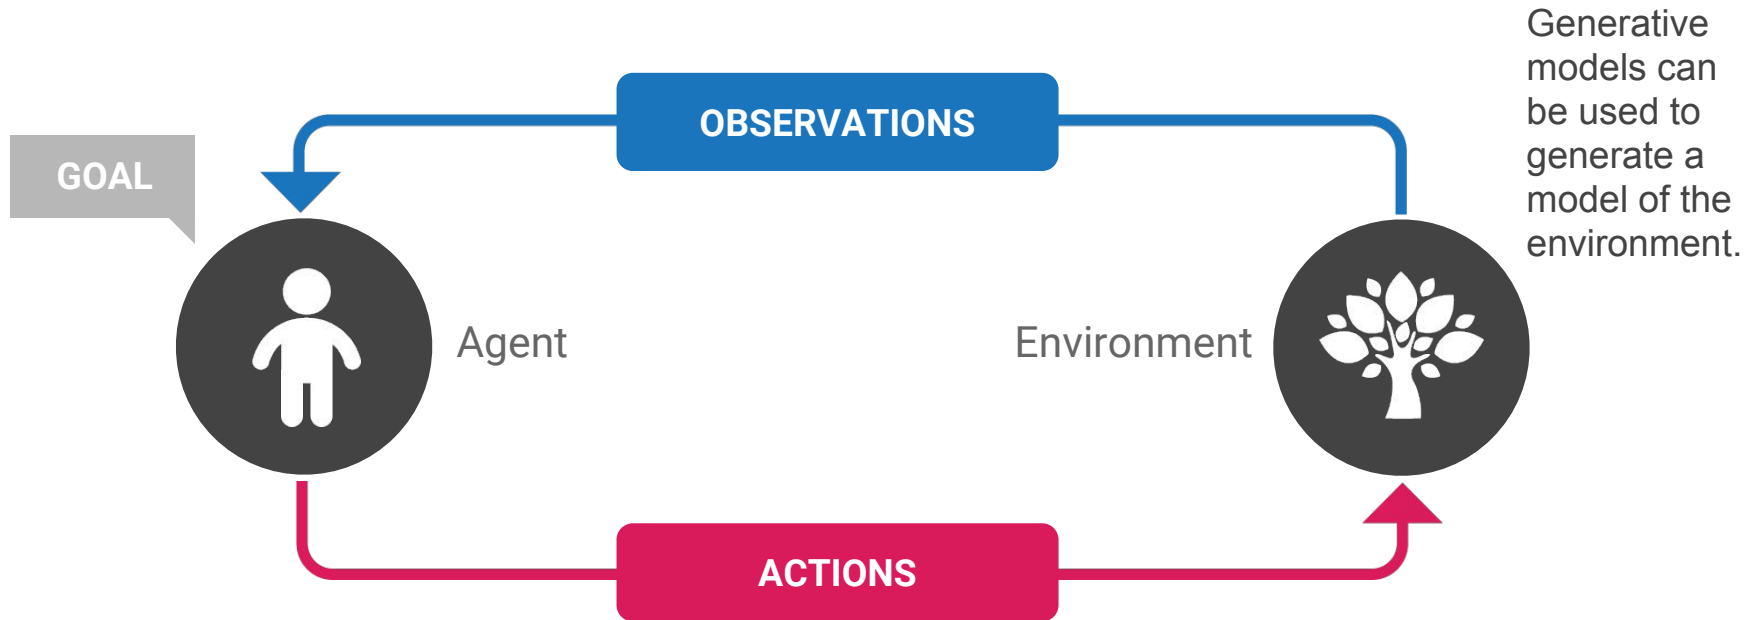 Generative
models can
be used to
generate a
model of the
environment.
OBSERVATIONS
GOAL
Agent
Environment
ACTIONS